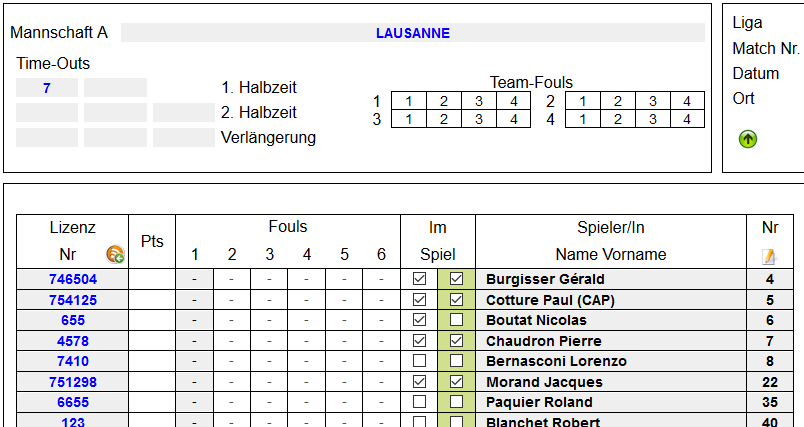 Mannschaft A LAUSANNE
Time-Outs
7 1. Halbzeit
2. Halbzeit
Verlängerung
Team-Fouls
1 1 2 3 4 2 1 2 3 4
3 1 2 3 4 4 1 2 3 4
Liga
Match Nr.
Datum
Ort
Lizenz Nr Pts Fouls Im Spiel Spieler/In Name Vorname Nr
1 2 3 4 5 6
746504 - - - - - - Burgisser Gérald 4
754125 - - - - - - Cotture Paul (CAP) 5
655 - - - - - - Boutat Nicolas 6
4578 - - - - - - Chaudron Pierre 7
7410 - - - - - - Bernasconi Lorenzo 8
751298 - - - - - - Morand Jacques 22
6655 - - - - - - Paquier Roland 35
123 - - - - - - Blanchet Robert 40